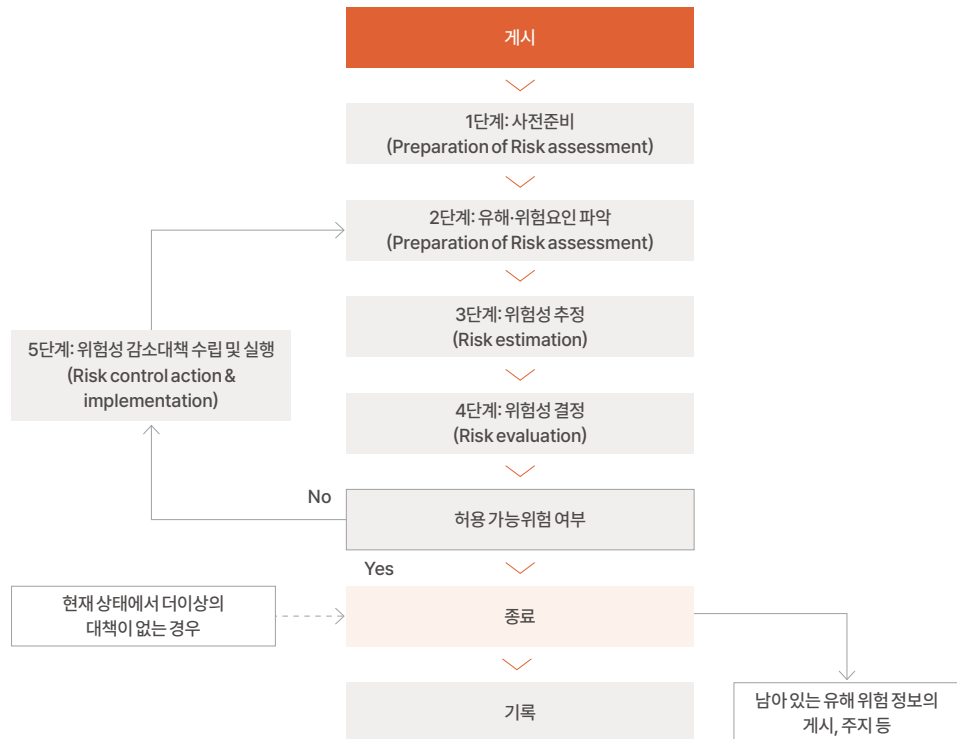 게시
1단계: 사전준비
(Preparation of Risk assessment)
2단계: 유해·위험요인 파악
(Preparation of Risk assessment)
3단계: 위험성 추정
(Risk estimation)
5단계: 위험성 감소대책 수립 및 실행
(Risk control action &
implementation)
4단계: 위험성 결정
(Risk evaluation)
No
허용 가능위험 여부
Yes
현재 상태에서 더이상의
대책이 없는 경우
종료
기록
남아 있는 유해 위험 정보의
게시, 주지 등